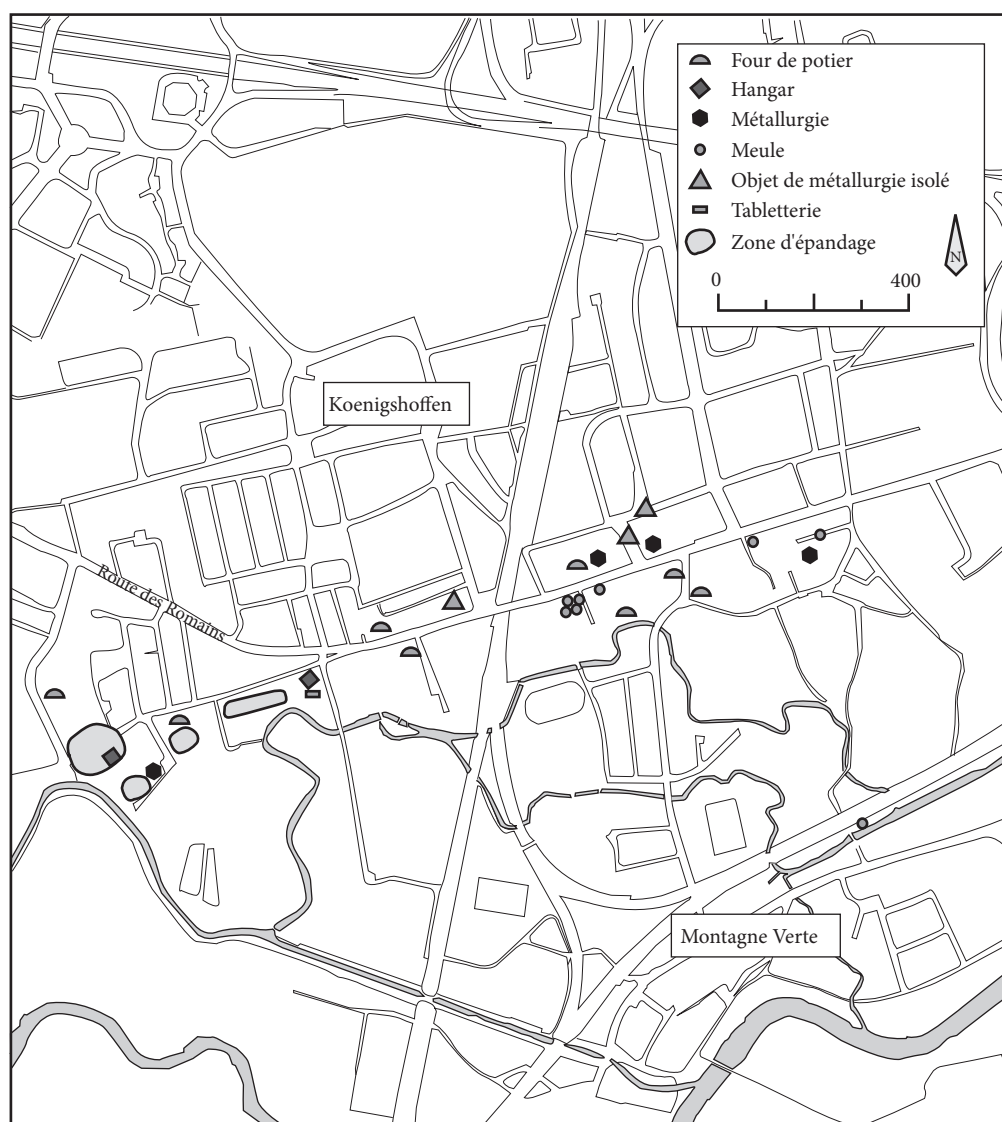 Four de potier
Hangar
Métallurgie
Meule
Objet de métallurgie isolé
Tabletterie
Zone d'épandage
N
0 400
Koenigshoffen
Route des Romains
Montagne Verte